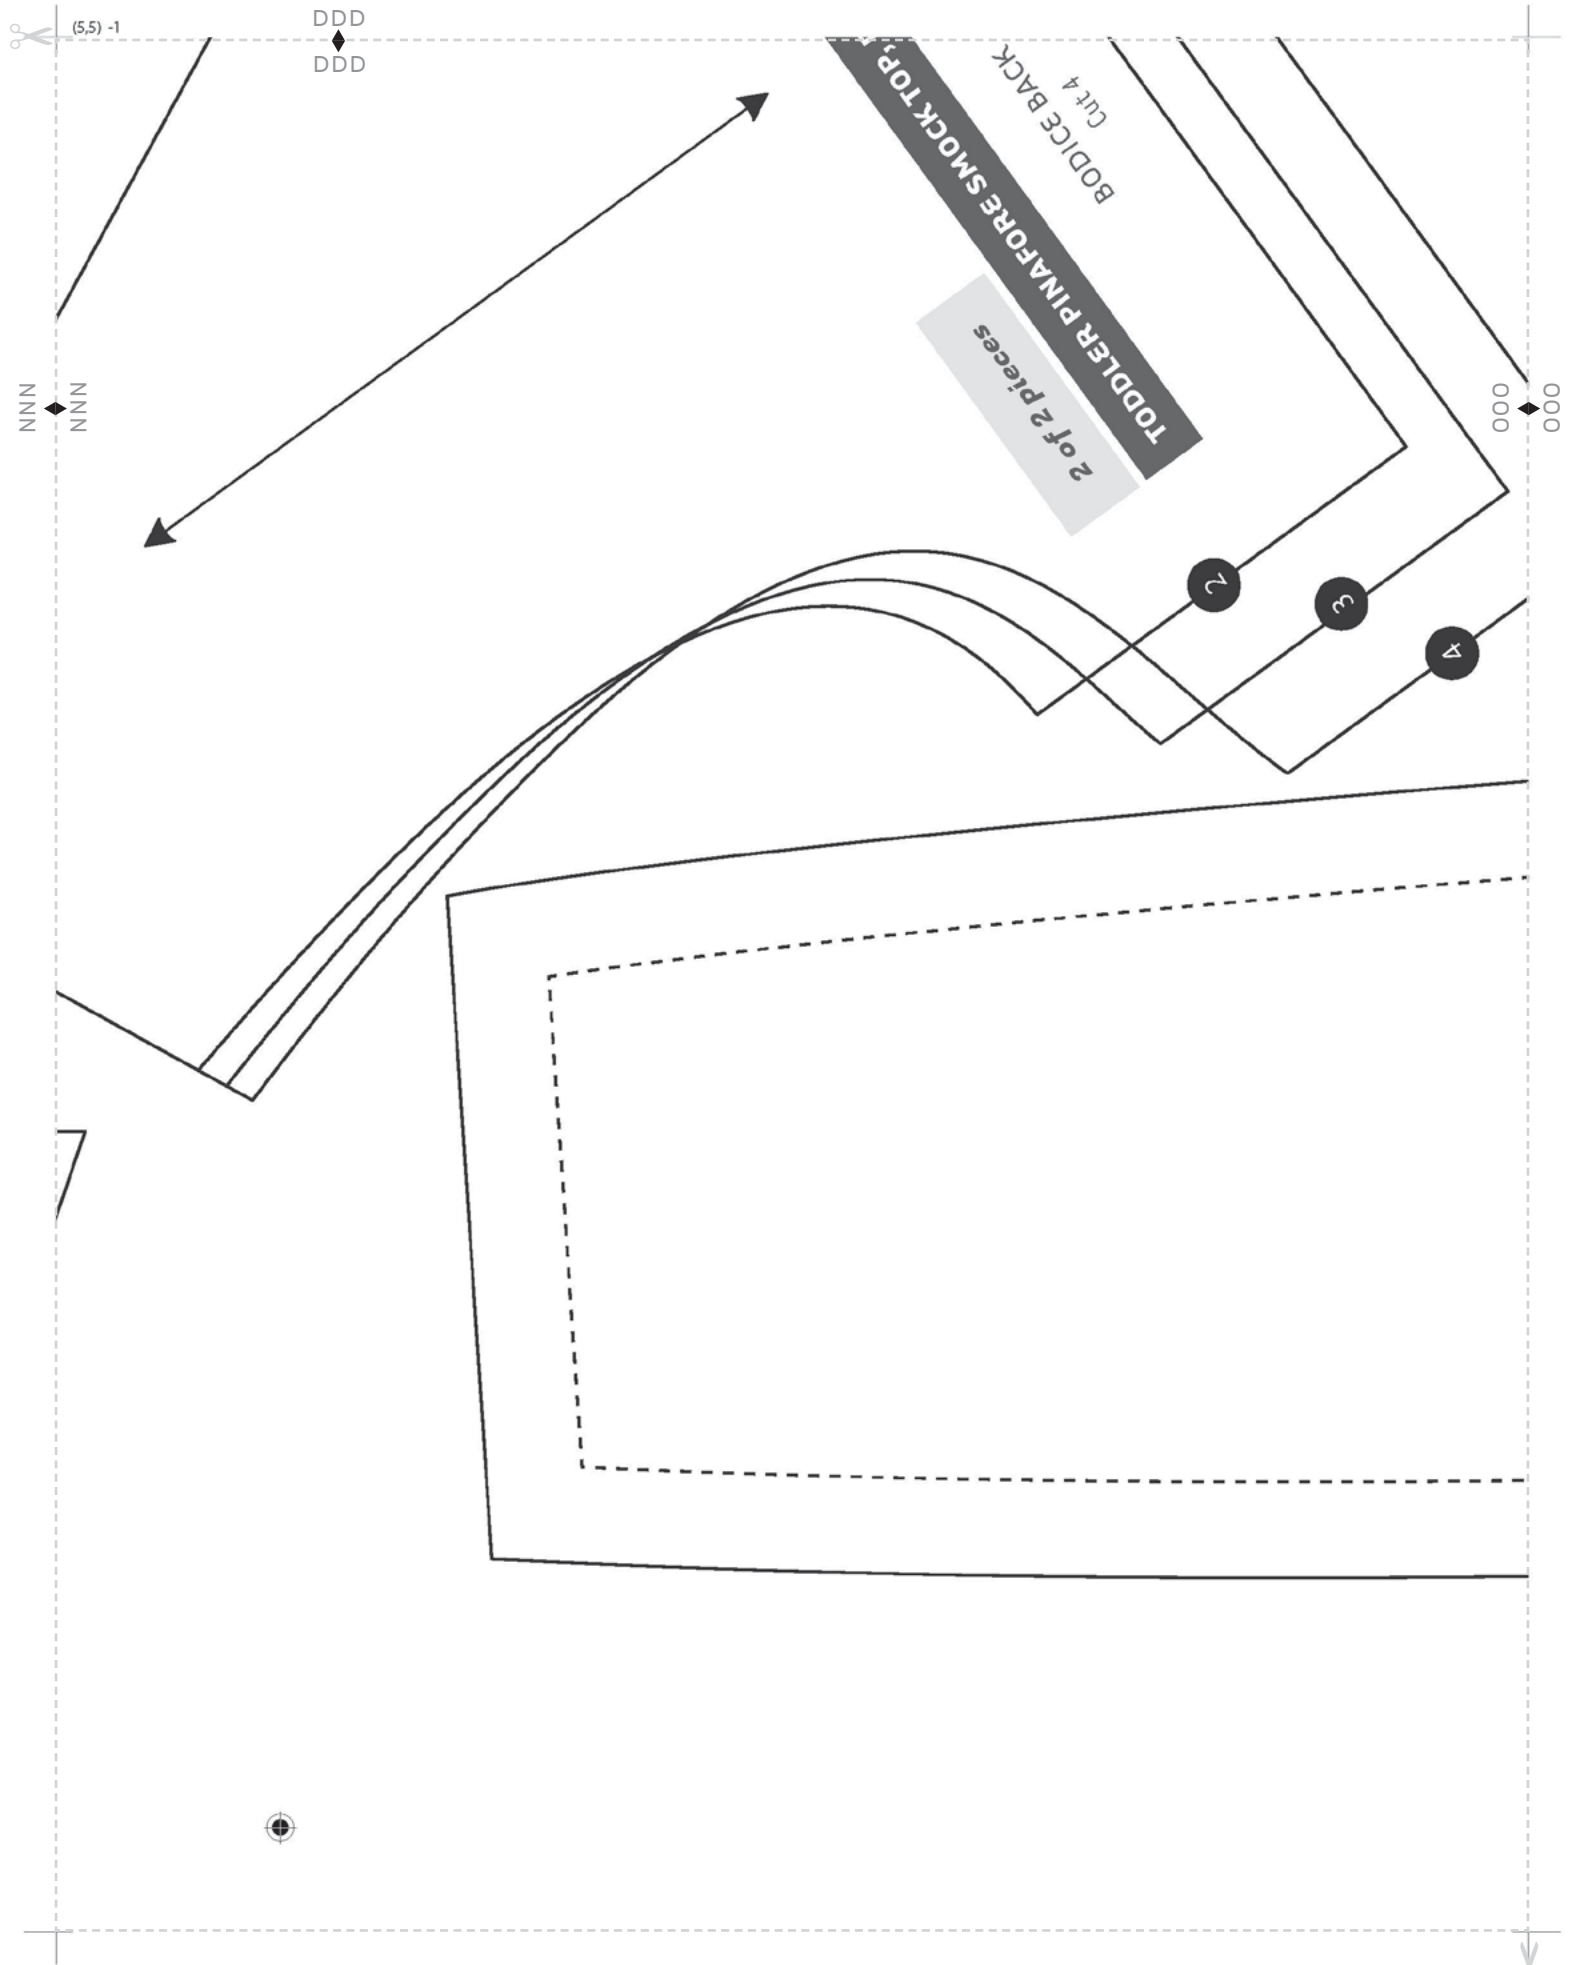 (5,5) -1
DDD
DDD
TODDLER PINAFORE SMOCK TOP,
BODICE BACK
Cut 4
2 of 2 pieces
NNN
NNN
OOO
OOO
2
3
4